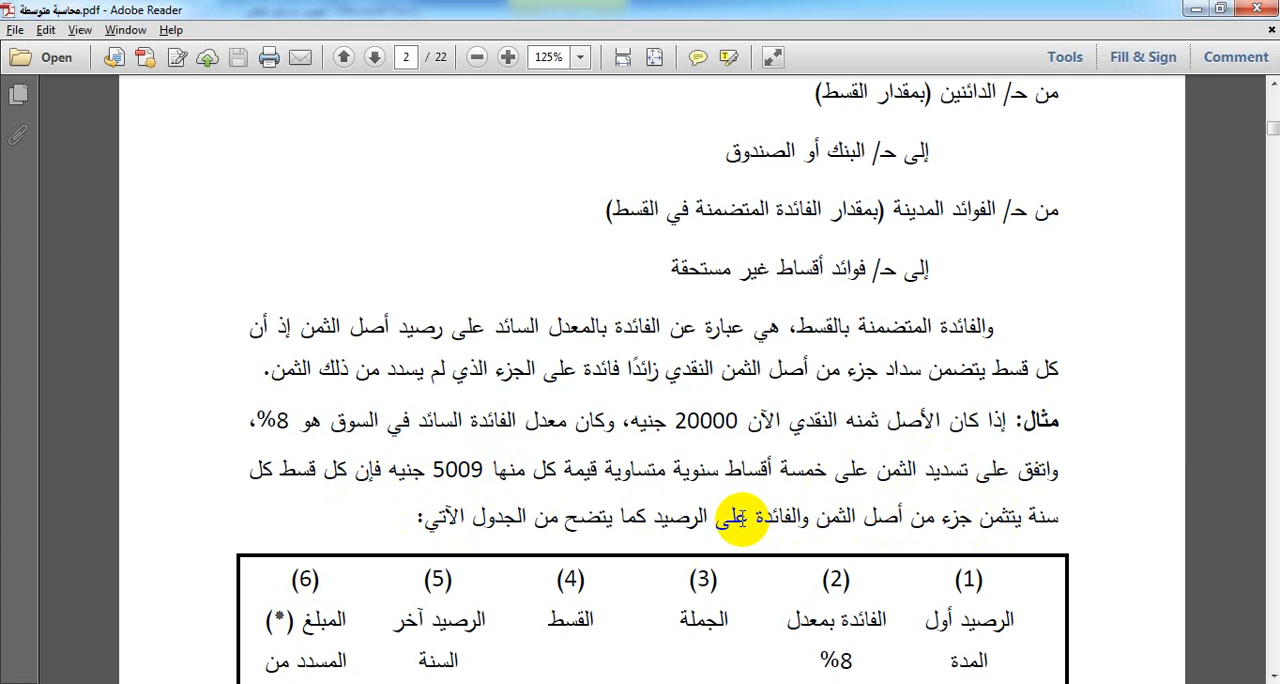 محاسبة متوسطة.pdf - Adobe Reader
File Edit View Window Help
Open 2 / 22 125% Tools Fill & Sign Comment
من حـ/ الدائنين (بمقدار القسط)
إلى حـ/ البنك أو الصندوق
من حـ/ الفوائد المدينة (بمقدار الفائدة المتضمنة في القسط)
إلى حـ/ فوائد أقساط غير مستحقة
والفائدة المتضمنة بالقسط، هي عبارة عن الفائدة بالمعدل السائد على رصيد أصل الثمن إذ أن
كل قسط يتضمن سداد جزء من أصل الثمن النقدي زائدًا فائدة على الجزء الذي لم يسدد من ذلك الثمن.
مثال: إذا كان الأصل ثمنه النقدي الآن 20000 جنيه، وكان معدل الفائدة السائد في السوق هو 8%،
واتفق على تسديد الثمن على خمسة أقساط سنوية متساوية قيمة كل منها 5009 جنيه فإن كل قسط كل
سنة يتثمن جزء من أصل الثمن والفائدة على الرصيد كما يتضح من الجدول الآتي:
(1) (2) (3) (4) (5) (6)
الرصيد أول الفائدة بمعدل الجملة القسط الرصيد آخر المبلغ (*)
المدة 8% السنة المسدد من